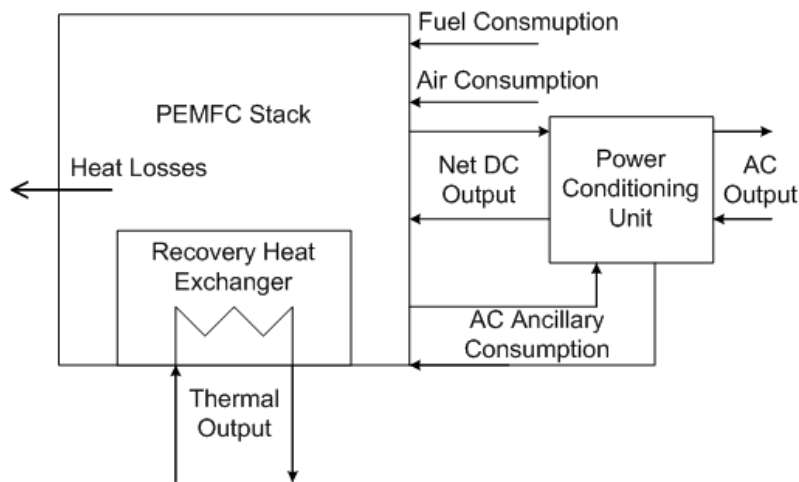 Fuel Consmuption
Air Consumption
PEMFC Stack
Heat Losses
Net DC
Output
Power
Conditioning
Unit
AC
Output
Recovery Heat
Exchanger
AC Ancillary
Consumption
Thermal
Output